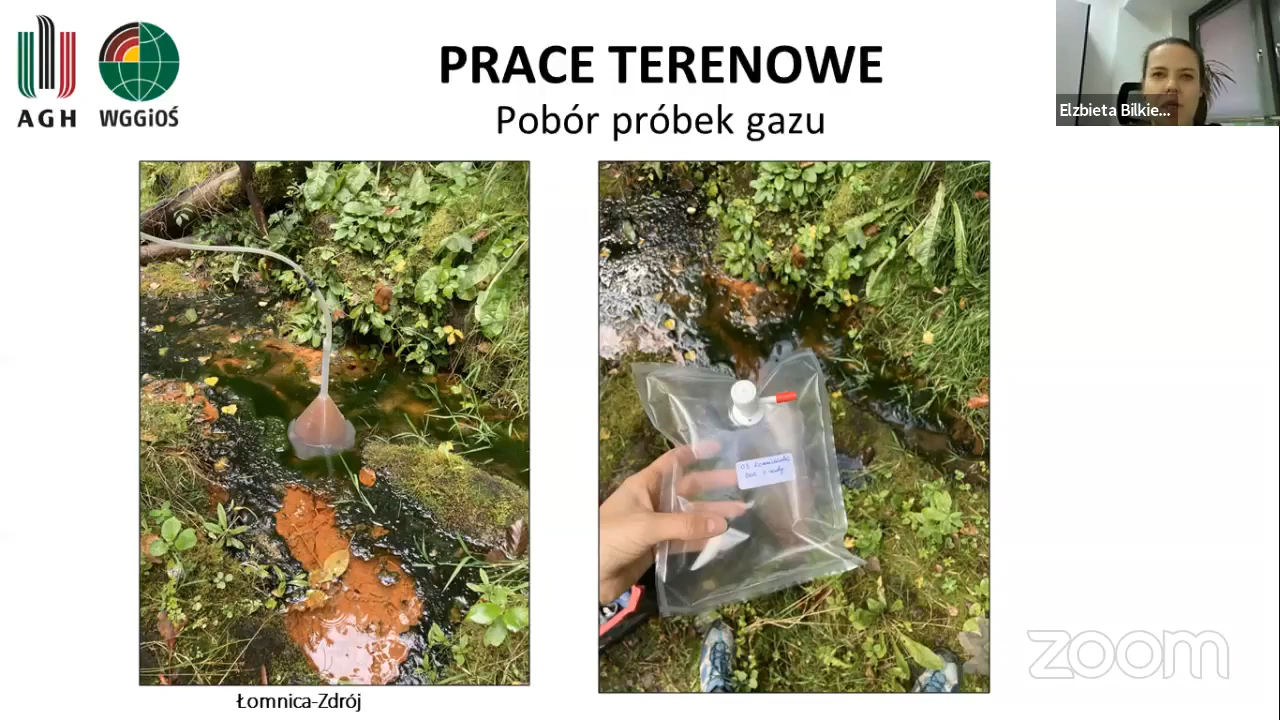 AGH
WGGiOŚ
PRACE TERENOWE
Pobór próbek gazu
Elzbieta Bilkie...
Łomnica-Zdrój
zoom